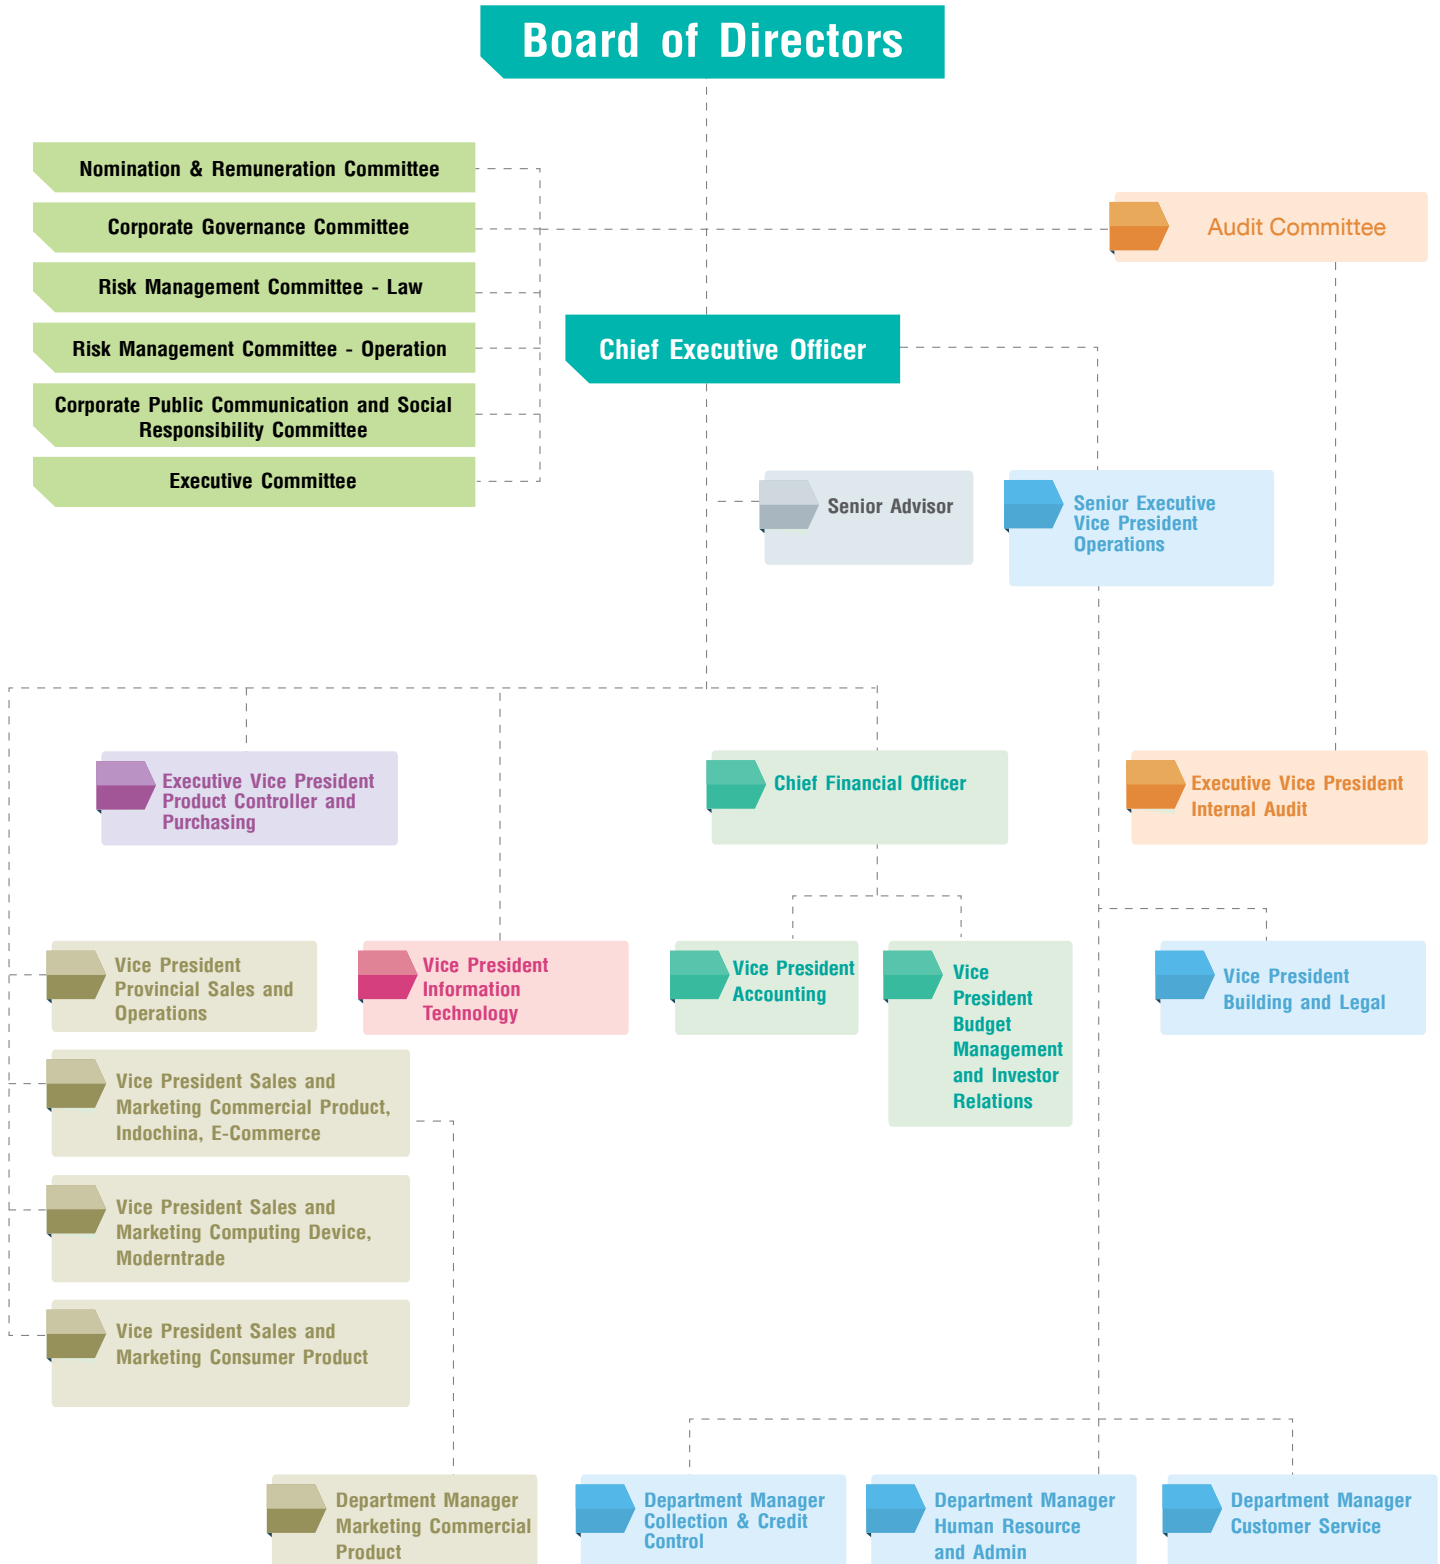 Board of Directors
Nomination & Remuneration Committee
Corporate Governance Committee
Risk Management Committee - Law
Risk Management Committee - Operation
Corporate Public Communication and Social
Responsibility Committee
Executive Committee
Audit Committee
Chief Executive Officer
Senior Advisor
Senior Executive
Vice President
Operations
Executive Vice President
Product Controller and
Purchasing
Chief Financial Officer
Executive Vice President
Internal Audit
Vice President
Provincial Sales and
Operations
Vice President
Information
Technology
Vice President
Accounting
Vice
President
Budget
Management
and Investor
Relations
Vice President
Building and Legal
Vice President Sales and
Marketing Commercial Product,
Indochina, E-Commerce
Vice President Sales and
Marketing Computing Device,
Moderntrade
Vice President Sales and
Marketing Consumer Product
Department Manager
Marketing Commercial
Product
Department Manager
Collection & Credit
Control
Department Manager
Human Resource
and Admin
Department Manager
Customer Service